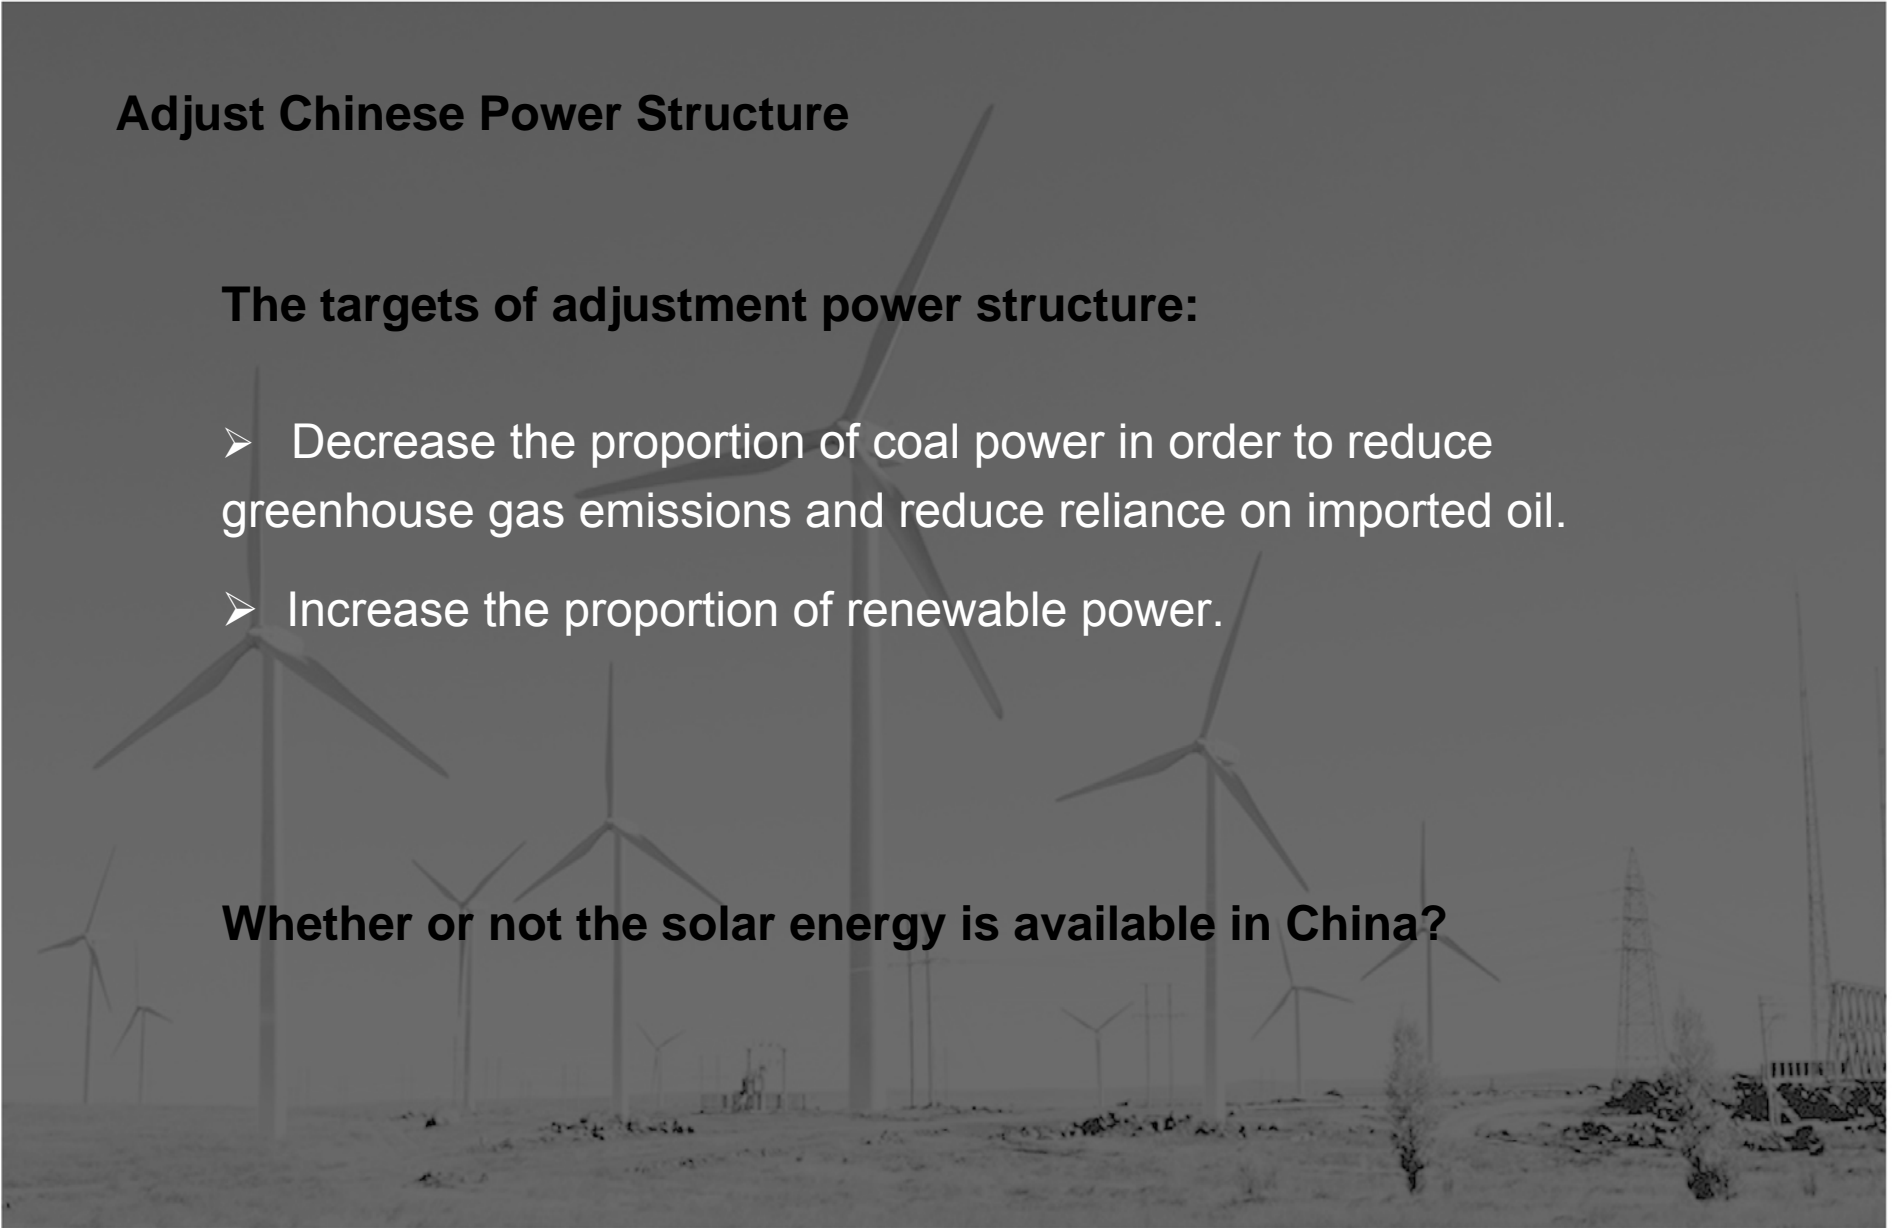 Adjust Chinese Power Structure
The targets of adjustment power structure:
➢ Decrease the proportion of coal power in order to reduce
greenhouse gas emissions and reduce reliance on imported oil.
➢ Increase the proportion of renewable power.
Whether or not the solar energy is available in China?